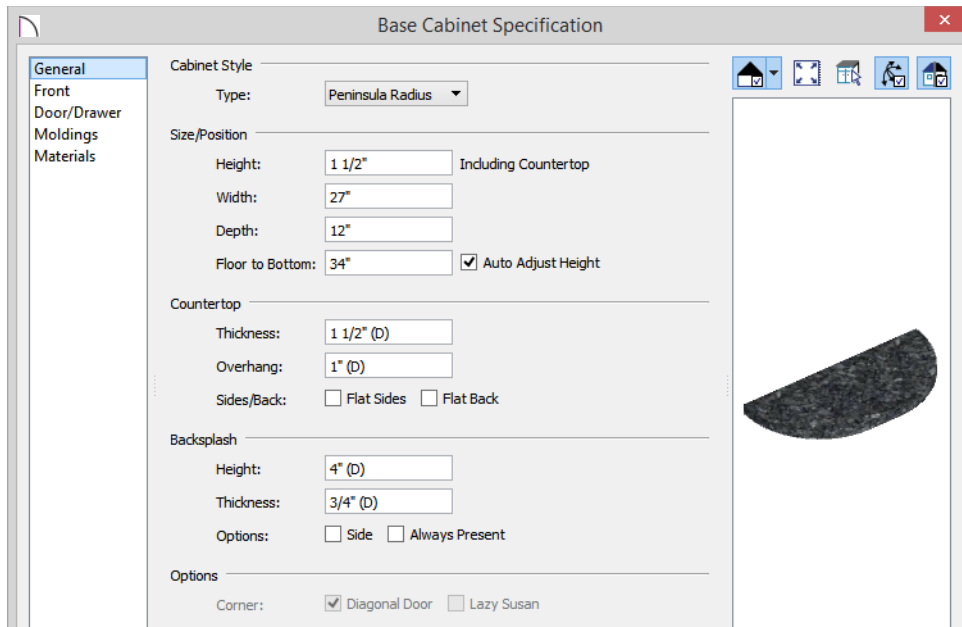 Base Cabinet Specification
×
General
Front
Door/Drawer
Moldings
Materials
Cabinet Style
Type: Peninsula Radius
Size/Position
Height: 1 1/2" Including Countertop
Width: 27"
Depth: 12"
Floor to Bottom: 34" Auto Adjust Height
Countertop
Thickness: 1 1/2" (D)
Overhang: 1" (D)
Sides/Back: Flat Sides Flat Back
Backsplash
Height: 4" (D)
Thickness: 3/4" (D)
Options: Side Always Present
Options
Corner: Diagonal Door Lazy Susan